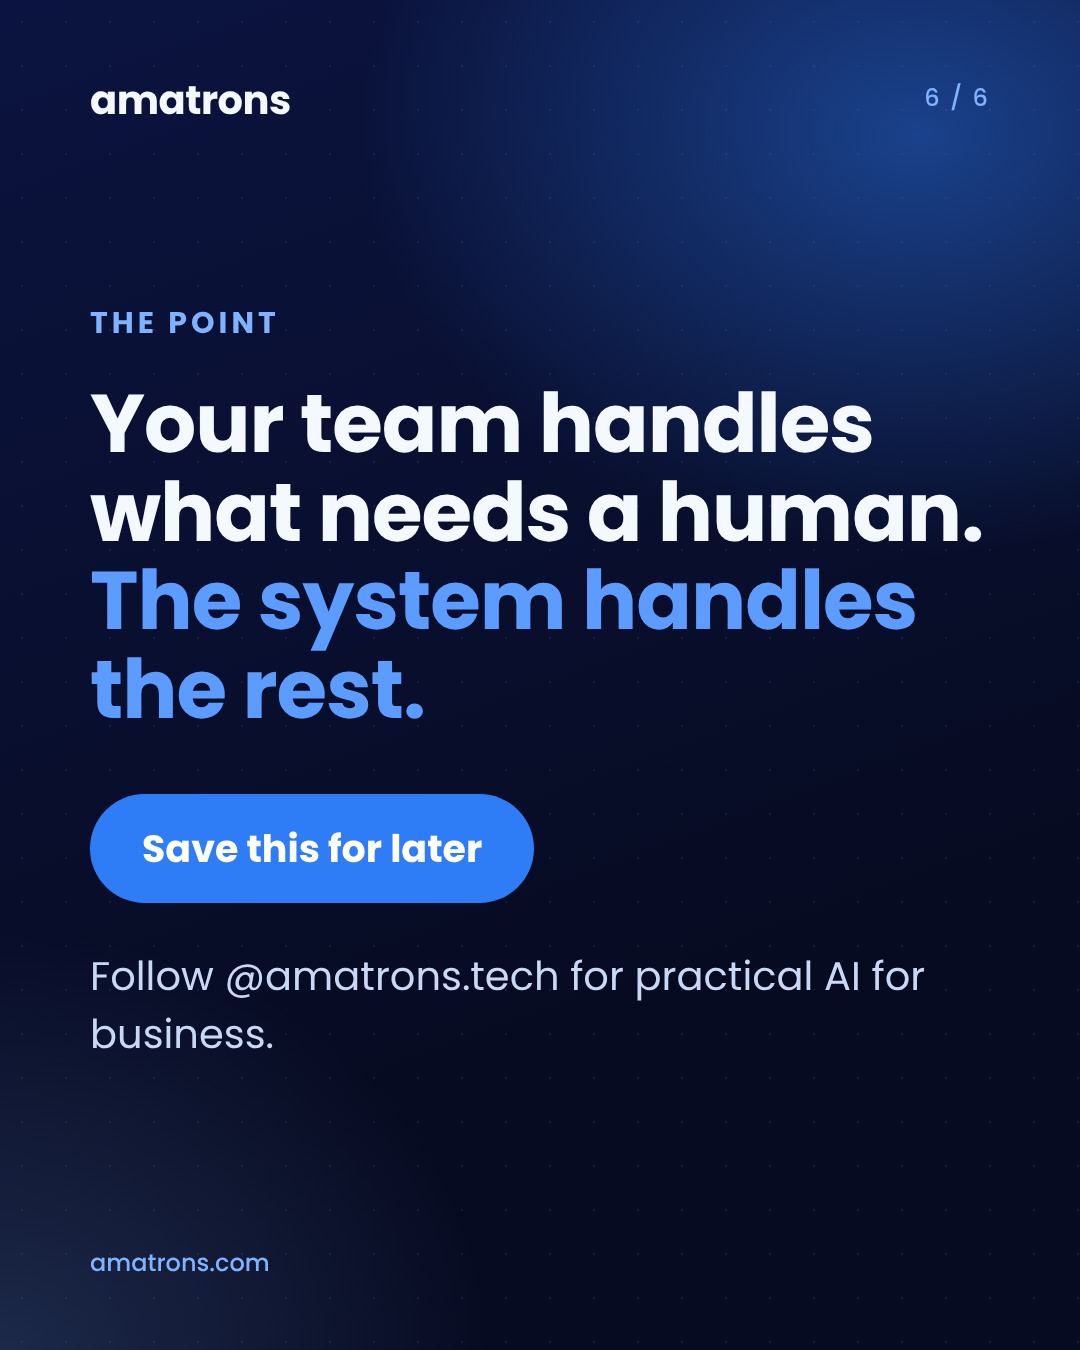 amatrons
6 / 6
THE POINT
Your team handles
what needs a human.
The system handles
the rest.
Save this for later
Follow @amatrons.tech for practical AI for
business.
amatrons.com